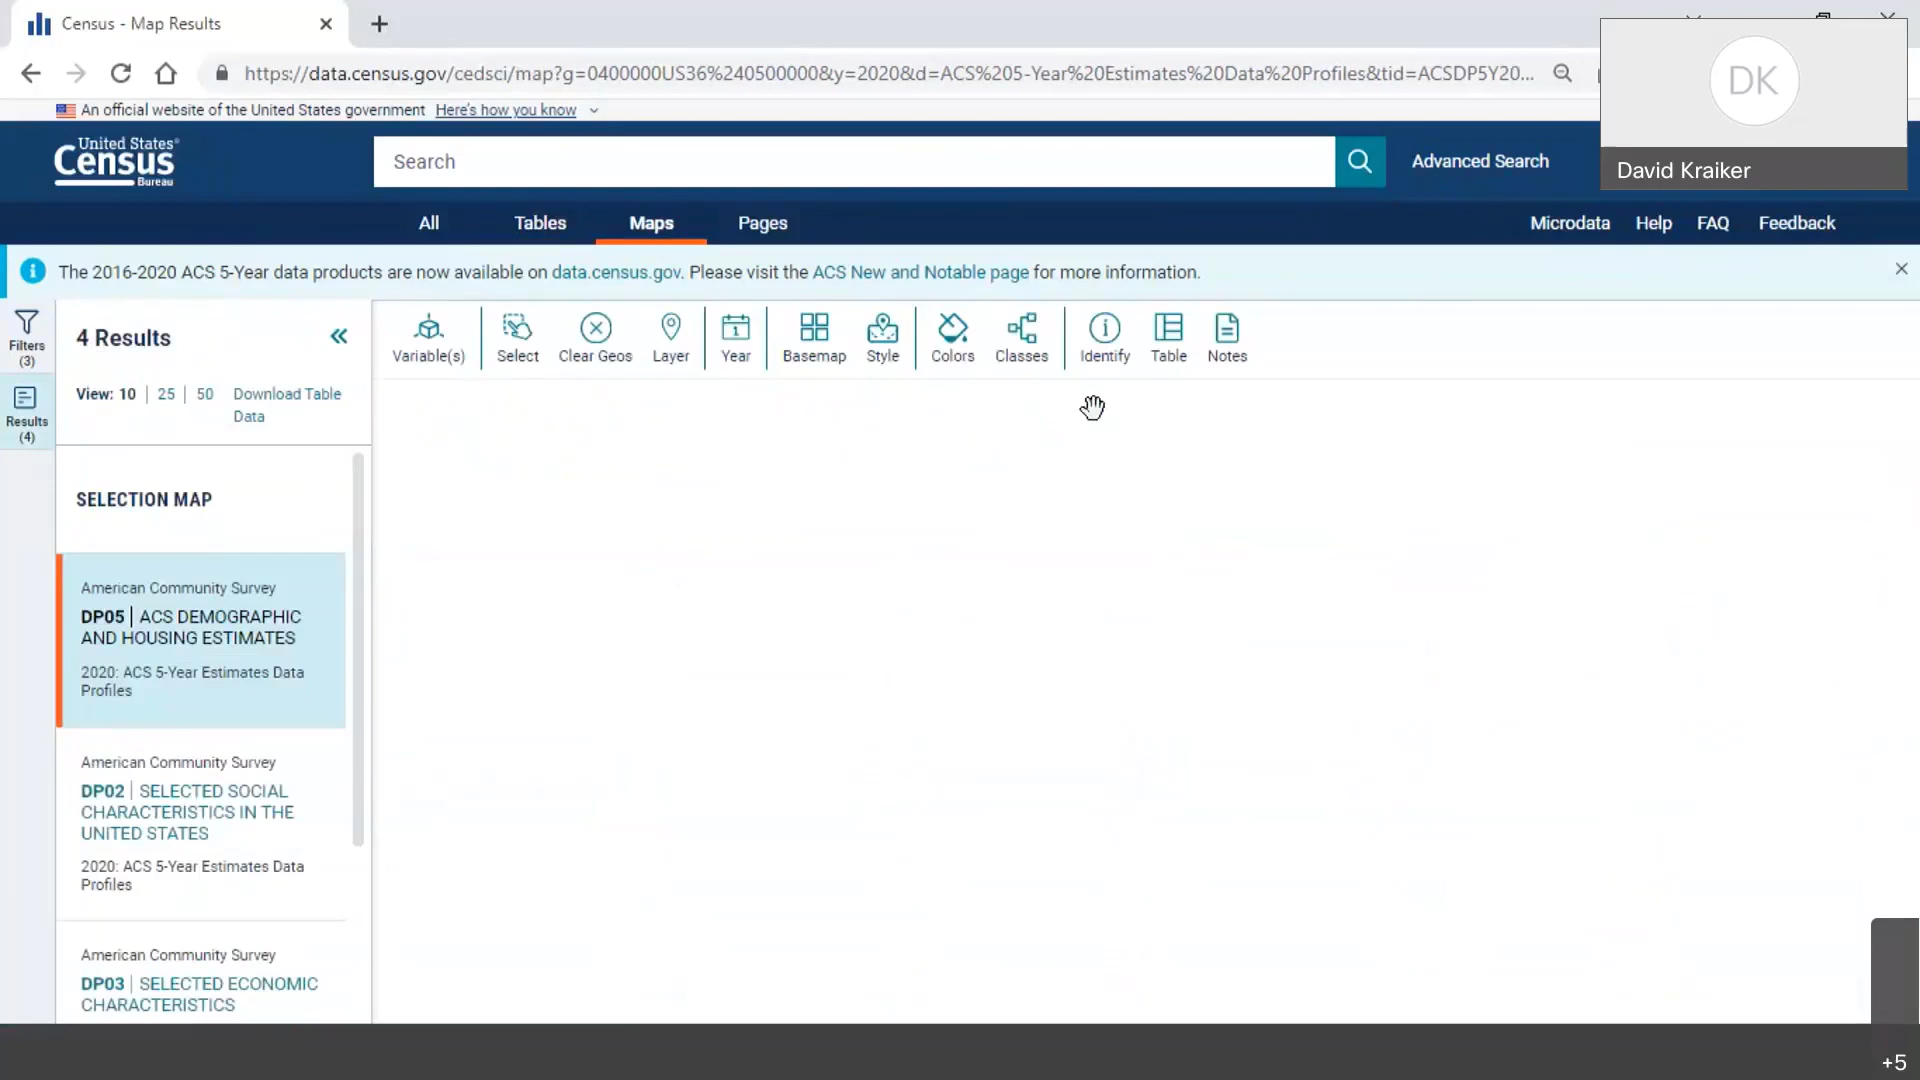 Census - Map Results
https://data.census.gov/cedsci/map?g=0400000US36%240500000&y=2020&d=ACS%205-Year%20Estimates%20Data%20Profiles&tid=ACSDP5Y20...
DK
David Kraiker
An official website of the United States government Here's how you know
United States®
Census
Bureau
Search
Advanced Search
All Tables Maps Pages
Microdata Help FAQ Feedback
The 2016-2020 ACS 5-Year data products are now available on data.census.gov. Please visit the ACS New and Notable page for more information.
Filters
(3)
Results
(4)
4 Results
View: 10 | 25 | 50
Download Table
Data
Variable(s) Select Clear Geos Layer Year Basemap Style Colors Classes Identify Table Notes
SELECTION MAP
American Community Survey
DP05 | ACS DEMOGRAPHIC
AND HOUSING ESTIMATES
2020: ACS 5-Year Estimates Data
Profiles
American Community Survey
DP02 | SELECTED SOCIAL
CHARACTERISTICS IN THE
UNITED STATES
2020: ACS 5-Year Estimates Data
Profiles
American Community Survey
DP03 | SELECTED ECONOMIC
CHARACTERISTICS
+5